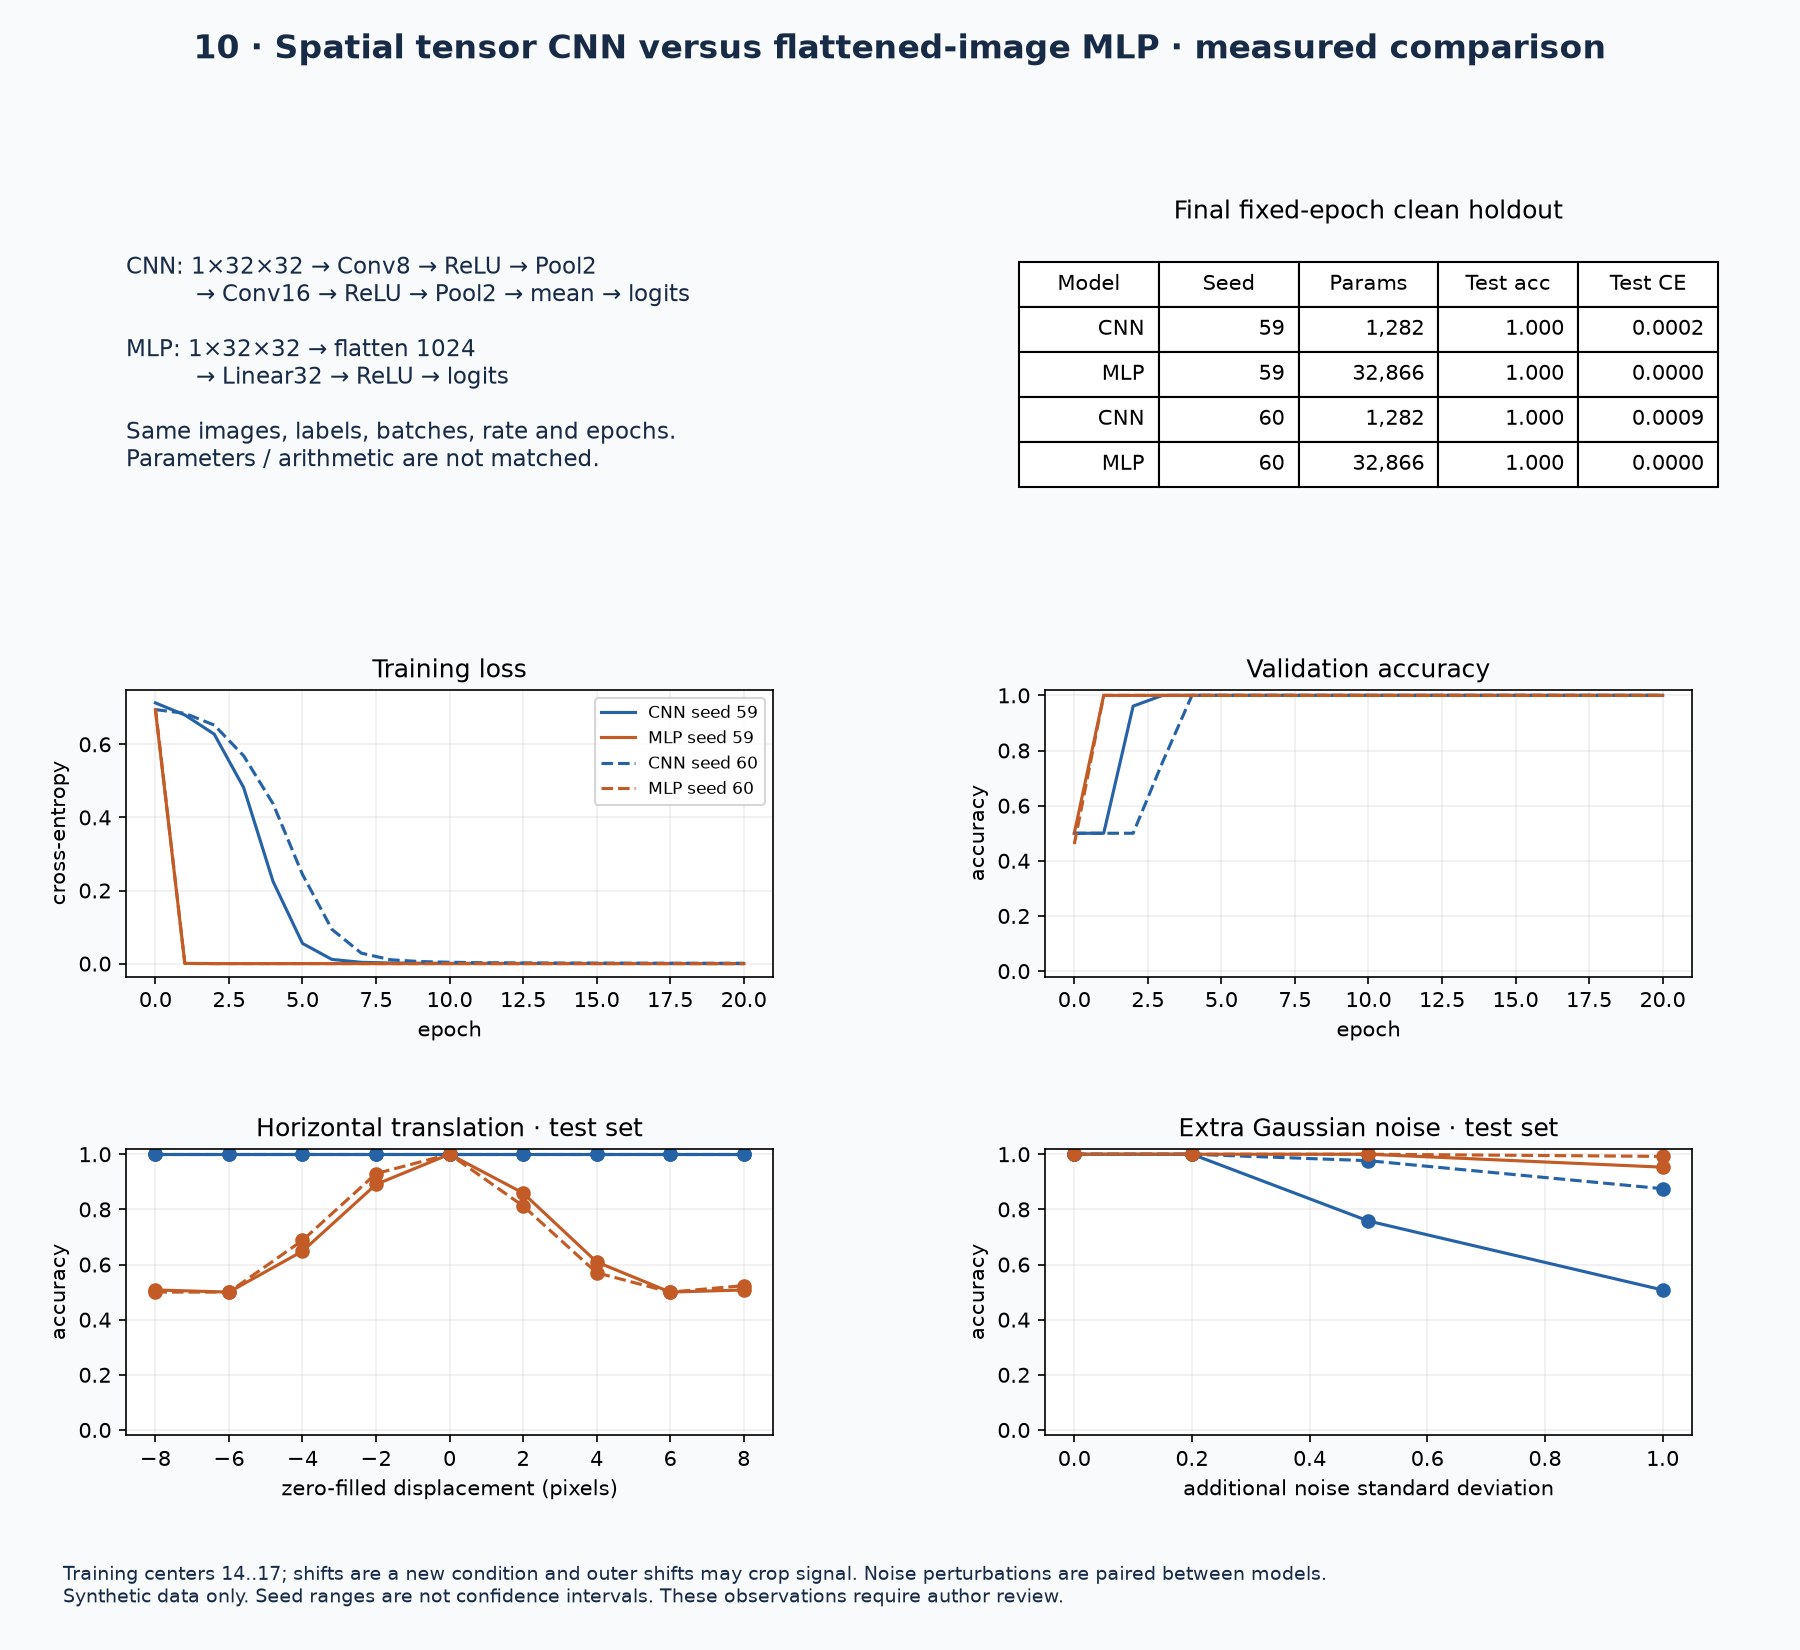 10 · Spatial tensor CNN versus flattened-image MLP · measured comparison
CNN: 1×32×32 → Conv8 → ReLU → Pool2
→ Conv16 → ReLU → Pool2 → mean → logits
MLP: 1×32×32 → flatten 1024
→ Linear32 → ReLU → logits
Same images, labels, batches, rate and epochs.
Parameters / arithmetic are not matched.
Final fixed-epoch clean holdout
Model Seed Params Test acc Test CE
CNN 59 1,282 1.000 0.0002
MLP 59 32,866 1.000 0.0000
CNN 60 1,282 1.000 0.0009
MLP 60 32,866 1.000 0.0000
Training loss
cross-entropy
0.6
0.4
0.2
0.0
CNN seed 59
MLP seed 59
CNN seed 60
MLP seed 60
0.0 2.5 5.0 7.5 10.0 12.5 15.0 17.5 20.0
epoch
Validation accuracy
accuracy
1.0
0.8
0.6
0.4
0.2
0.0
0.0 2.5 5.0 7.5 10.0 12.5 15.0 17.5 20.0
epoch
Horizontal translation · test set
accuracy
1.0
0.8
0.6
0.4
0.2
0.0
−8 −6 −4 −2 0 2 4 6 8
zero-filled displacement (pixels)
Extra Gaussian noise · test set
accuracy
1.0
0.8
0.6
0.4
0.2
0.0
0.0 0.2 0.4 0.6 0.8 1.0
additional noise standard deviation
Training centers 14..17; shifts are a new condition and outer shifts may crop signal. Noise perturbations are paired between models.
Synthetic data only. Seed ranges are not confidence intervals. These observations require author review.